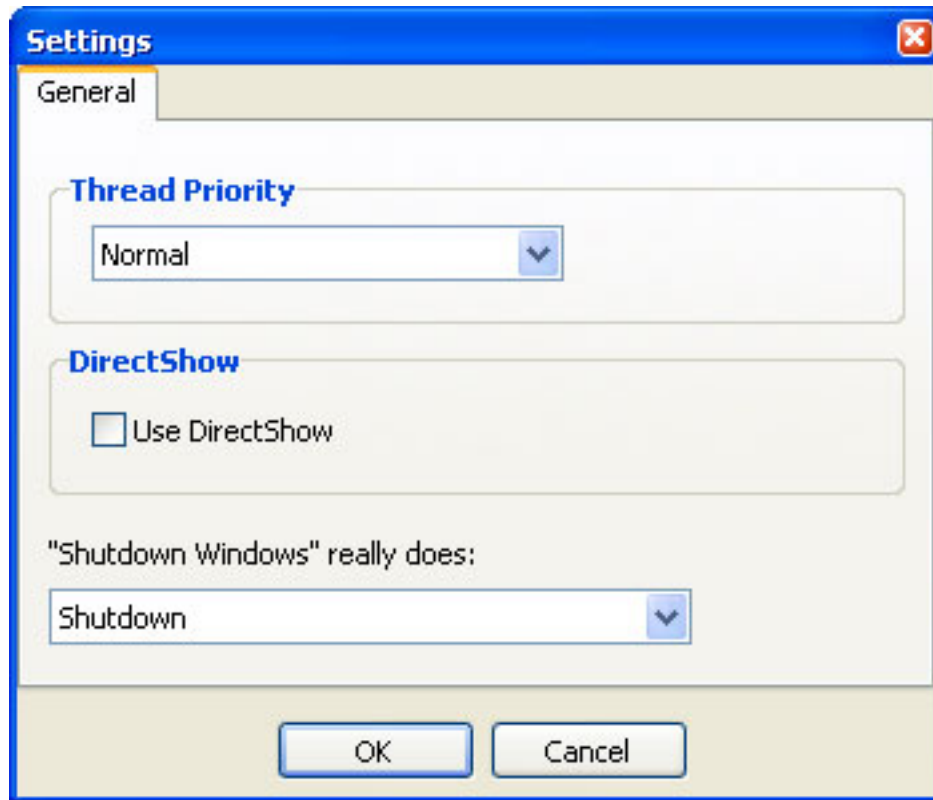 Settings
General
Thread Priority
Normal
DirectShow
Use DirectShow
"Shutdown Windows" really does:
Shutdown
OK Cancel